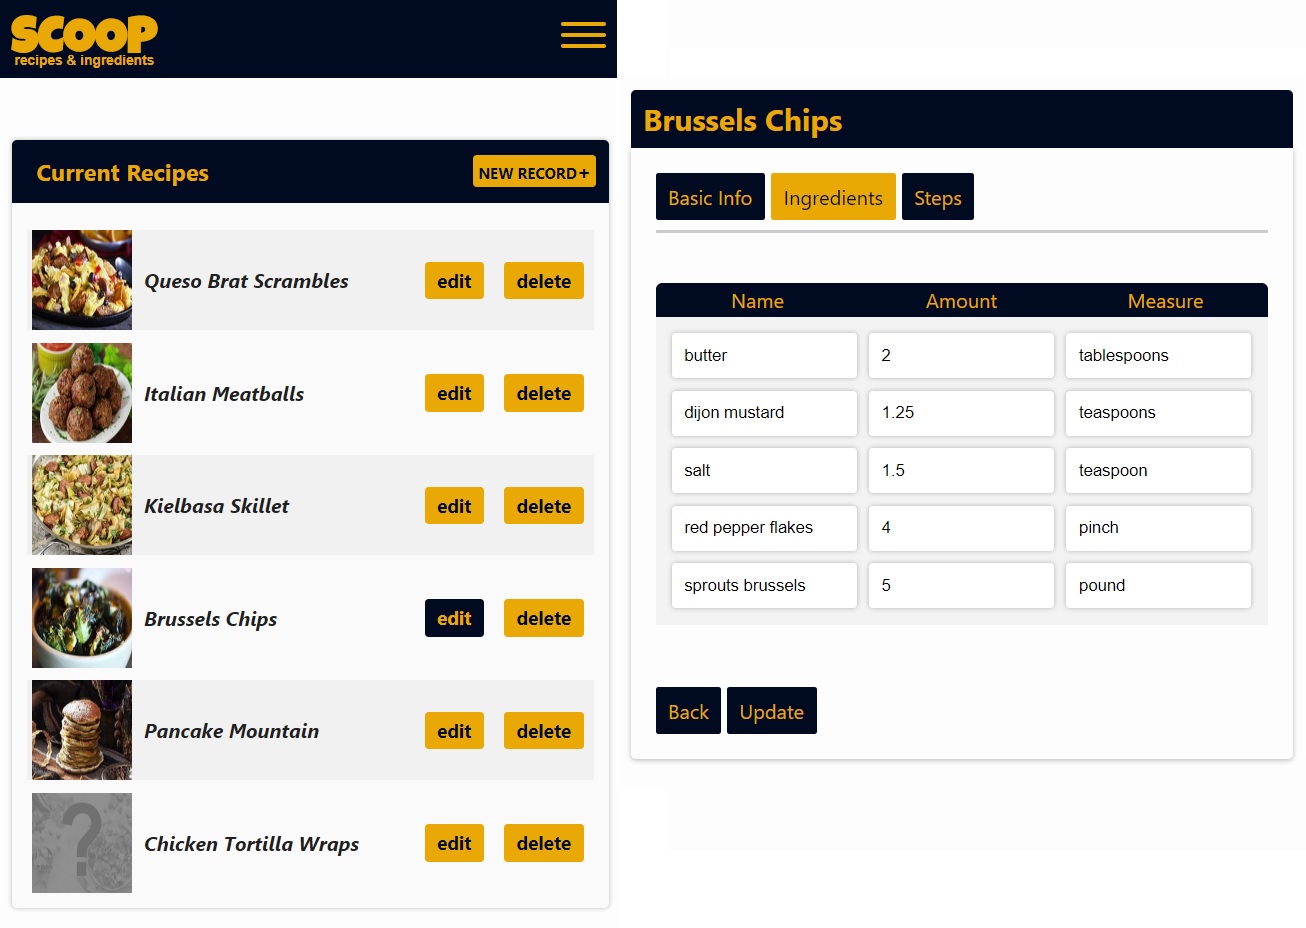 SCOOP
recipes & ingredients
Current Recipes
NEW RECORD+
Queso Brat Scrambles
edit
delete
Italian Meatballs
edit
delete
Kielbasa Skillet
edit
delete
Brussels Chips
edit
delete
Pancake Mountain
edit
delete
?
Chicken Tortilla Wraps
edit
delete
Brussels Chips
Basic Info
Ingredients
Steps
Name Amount Measure
butter 2 tablespoons
dijon mustard 1.25 teaspoons
salt 1.5 teaspoon
red pepper flakes 4 pinch
sprouts brussels 5 pound
Back
Update